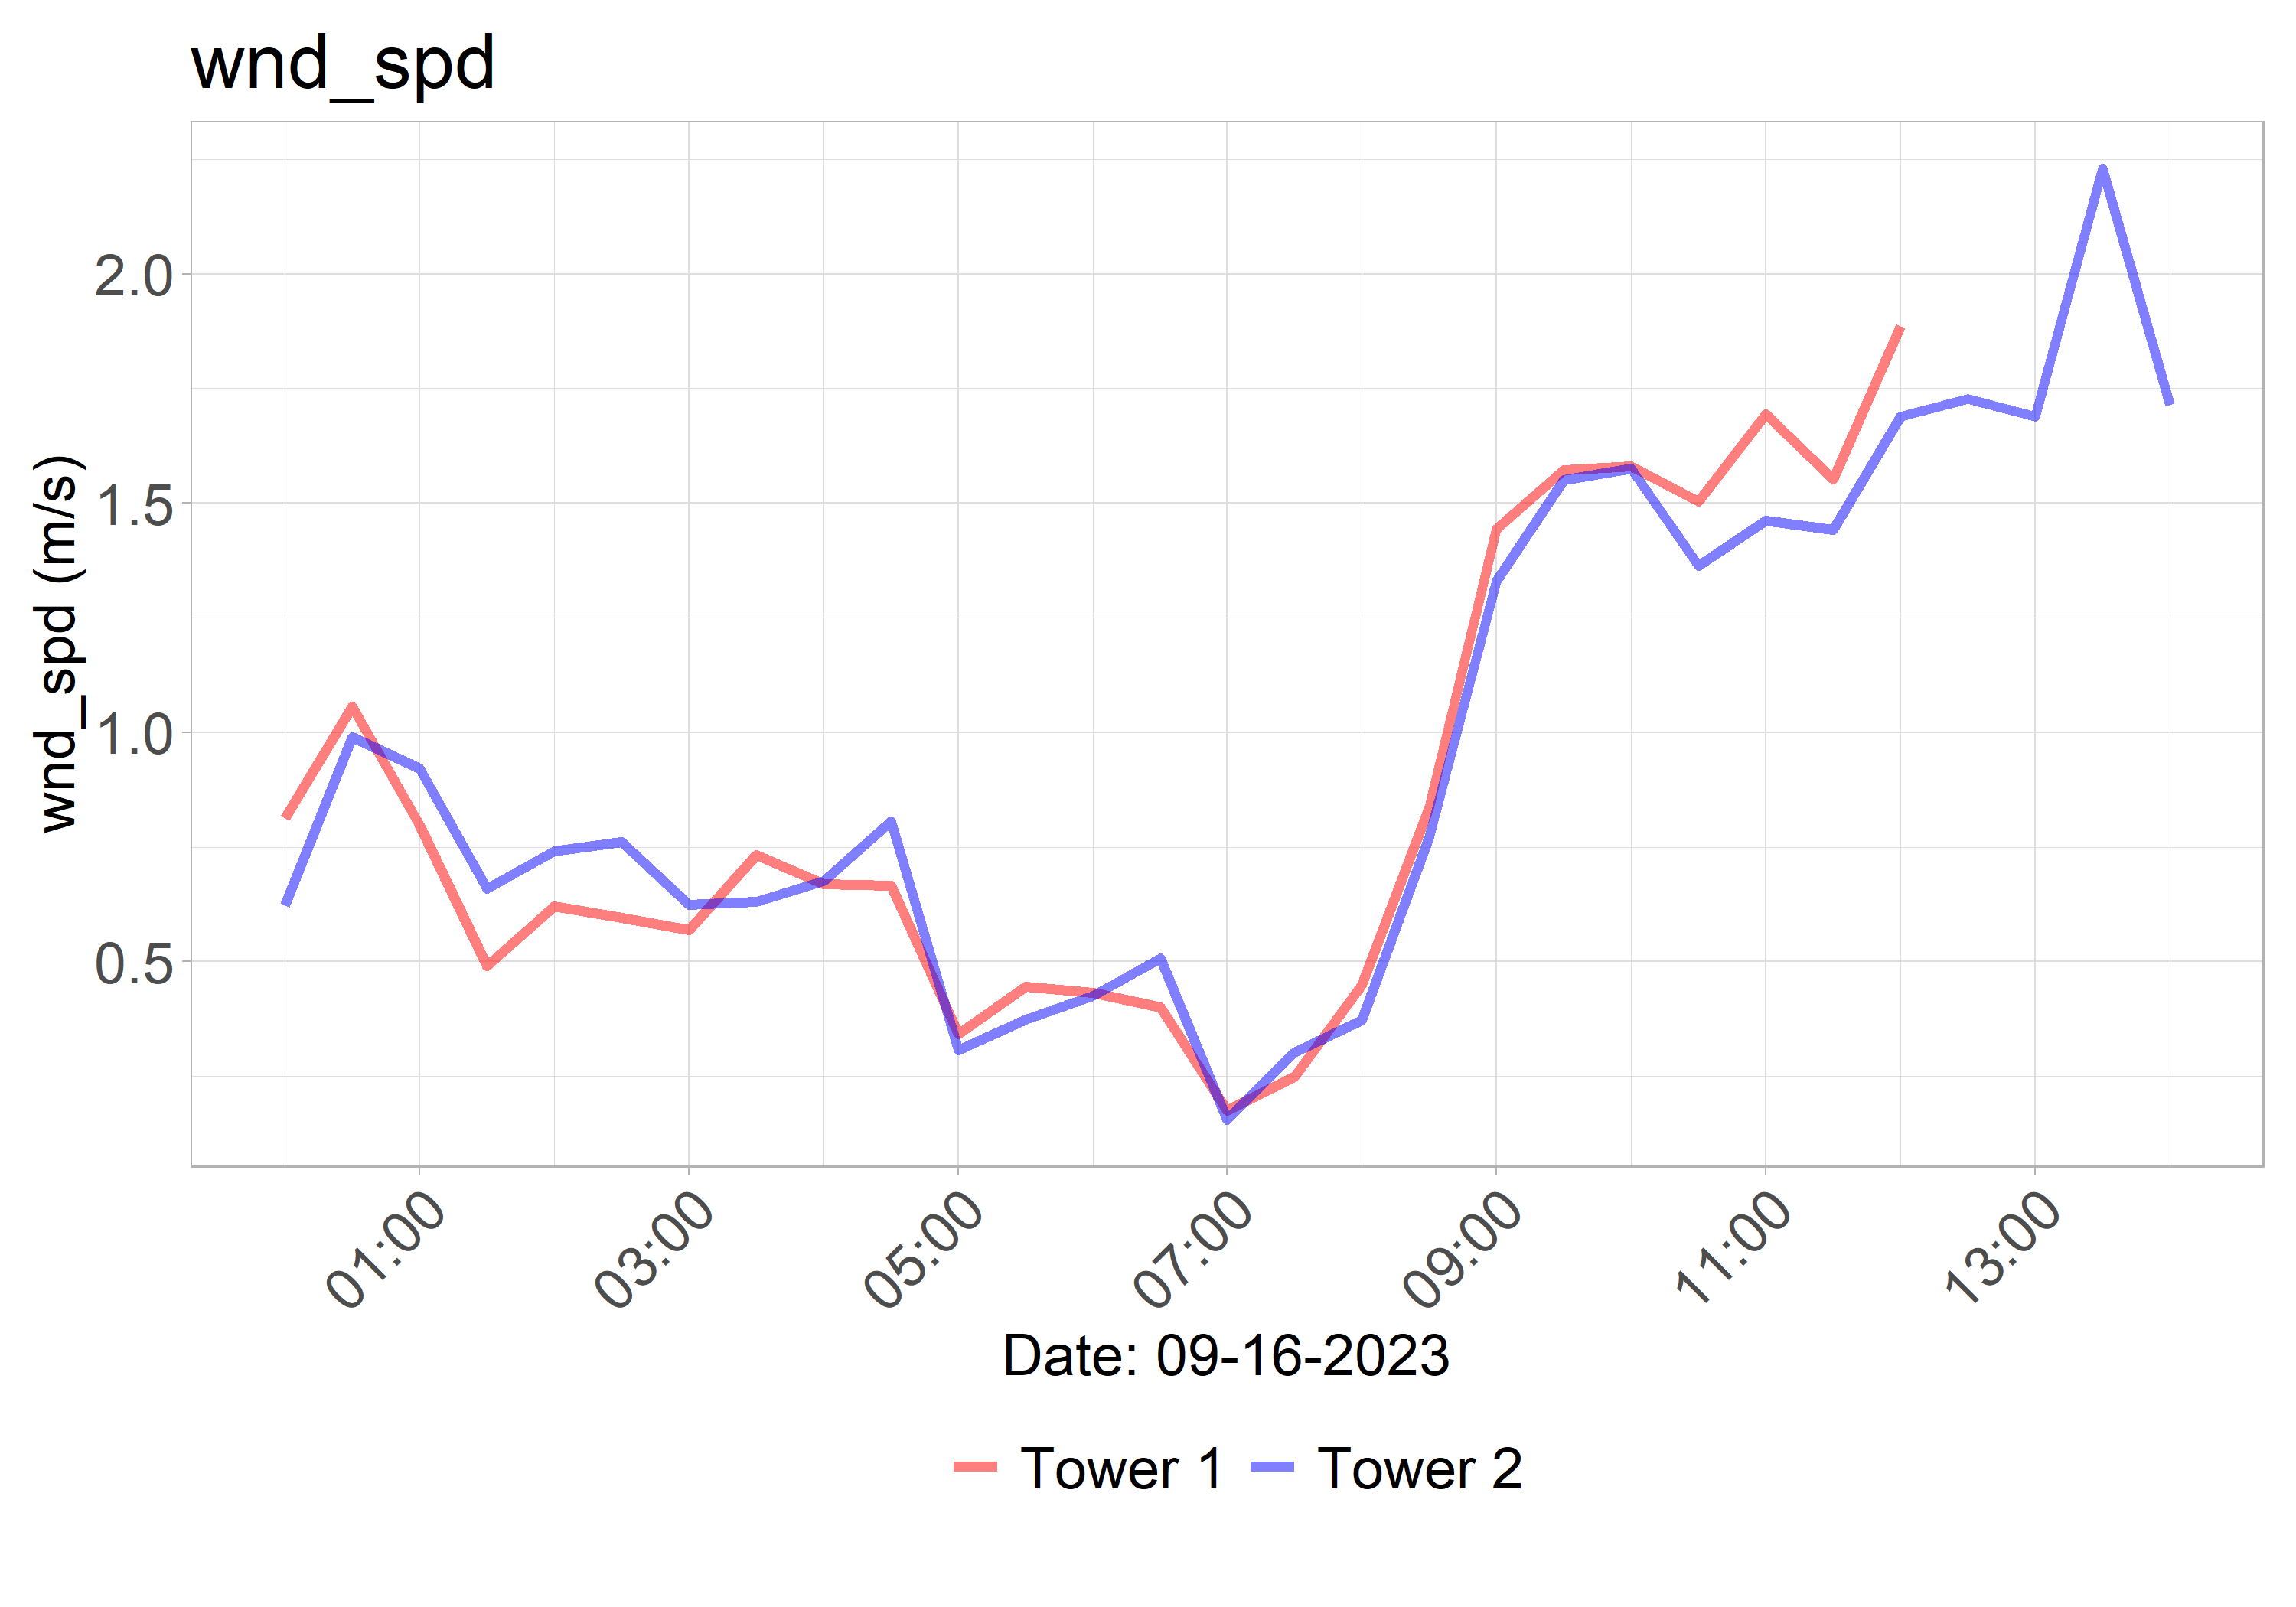 wnd_spd
wnd_spd (m/s)
2.0
1.5
1.0
0.5
01:00 03:00 05:00 07:00 09:00 11:00 13:00
Date: 09-16-2023
Tower 1 Tower 2